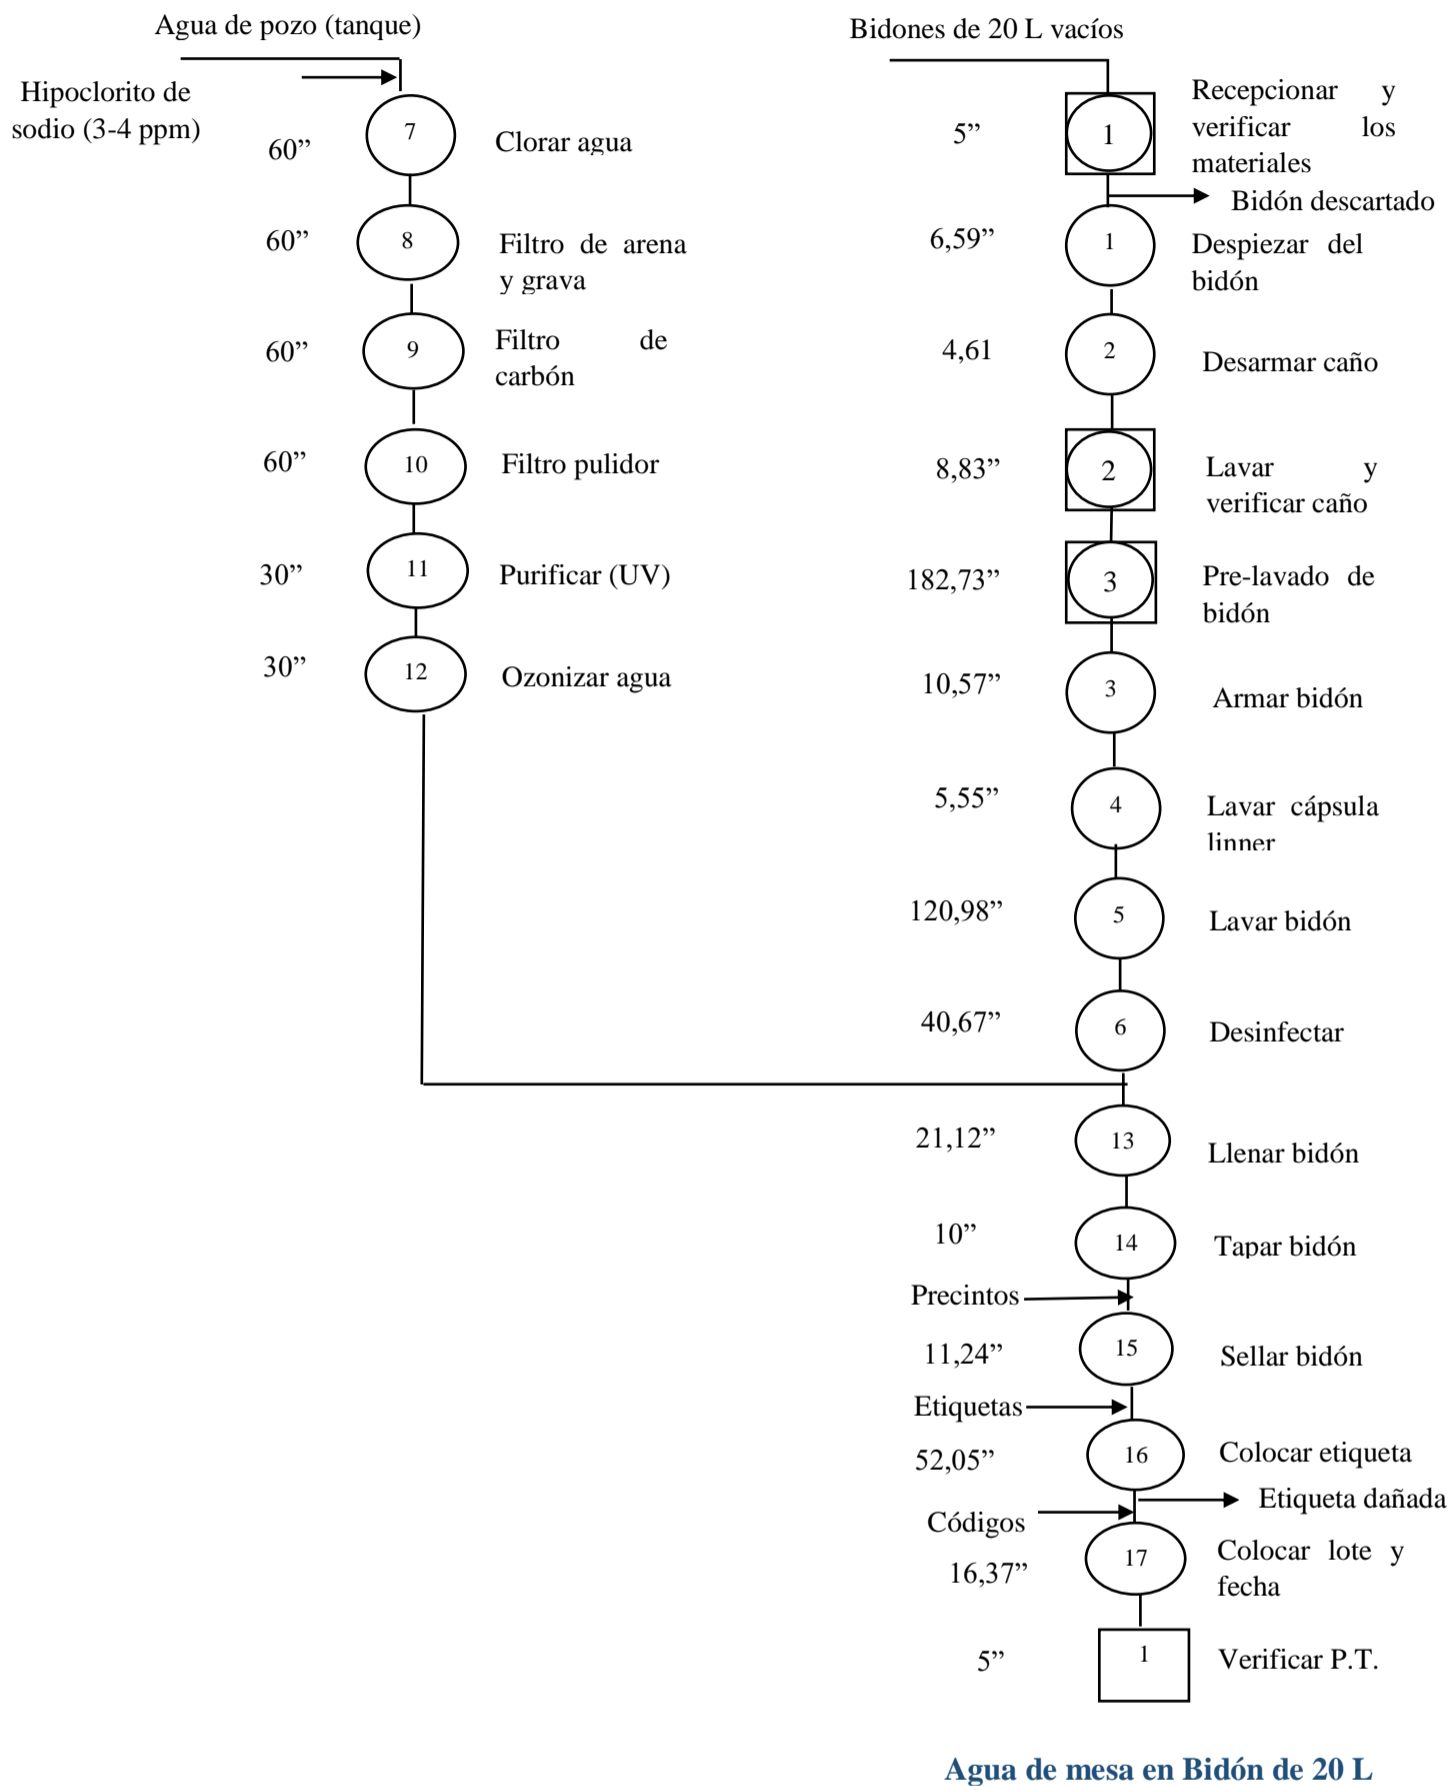 Agua de pozo (tanque)
Hipoclorito de
sodio (3-4 ppm)
60”
7
Clorar agua
60”
8
Filtro de arena
y grava
60”
9
Filtro de
carbón
60”
10
Filtro pulidor
30”
11
Purificar (UV)
30”
12
Ozonizar agua
Bidones de 20 L vacíos
5”
1
Recepcionar y
verificar los
materiales
Bidón descartado
6,59”
1
Despiezar del
bidón
4,61
2
Desarmar caño
8,83”
2
Lavar y
verificar caño
182,73”
3
Pre-lavado de
bidón
10,57”
3
Armar bidón
5,55”
4
Lavar cápsula
linner
120,98”
5
Lavar bidón
40,67”
6
Desinfectar
21,12”
13
Llenar bidón
10”
14
Tapar bidón
Precintos
11,24”
15
Sellar bidón
Etiquetas
52,05”
16
Colocar etiqueta
Etiqueta dañada
Códigos
16,37”
17
Colocar lote y
fecha
5”
1
Verificar P.T.
Agua de mesa en Bidón de 20 L